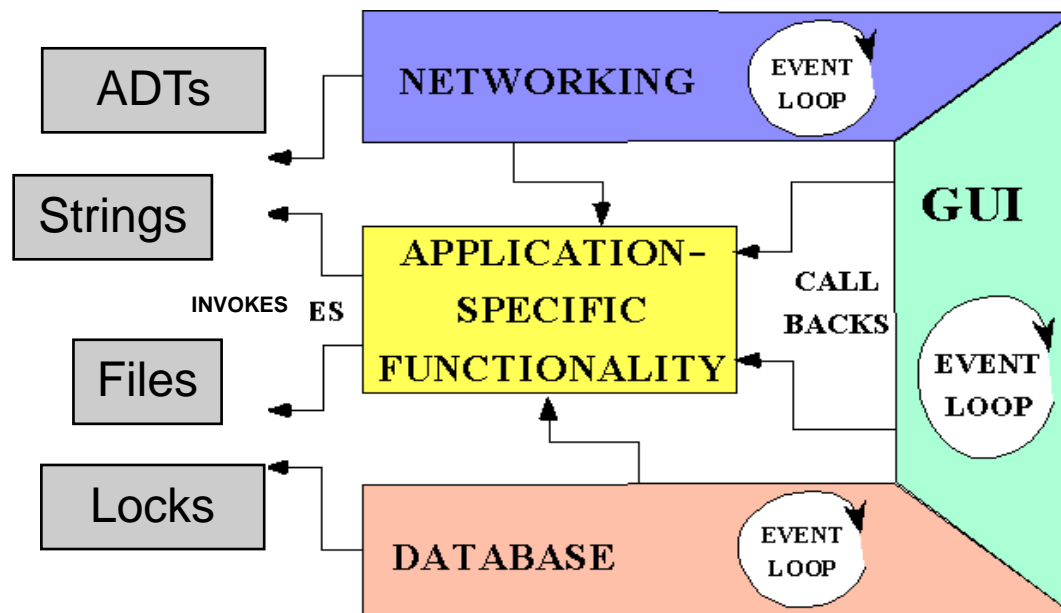 ADTs
NETWORKING
EVENT
LOOP
Strings
GUI
APPLICATION-
SPECIFIC
FUNCTIONALITY
INVOKES
ES
CALL
BACKS
Files
EVENT
LOOP
Locks
DATABASE
EVENT
LOOP